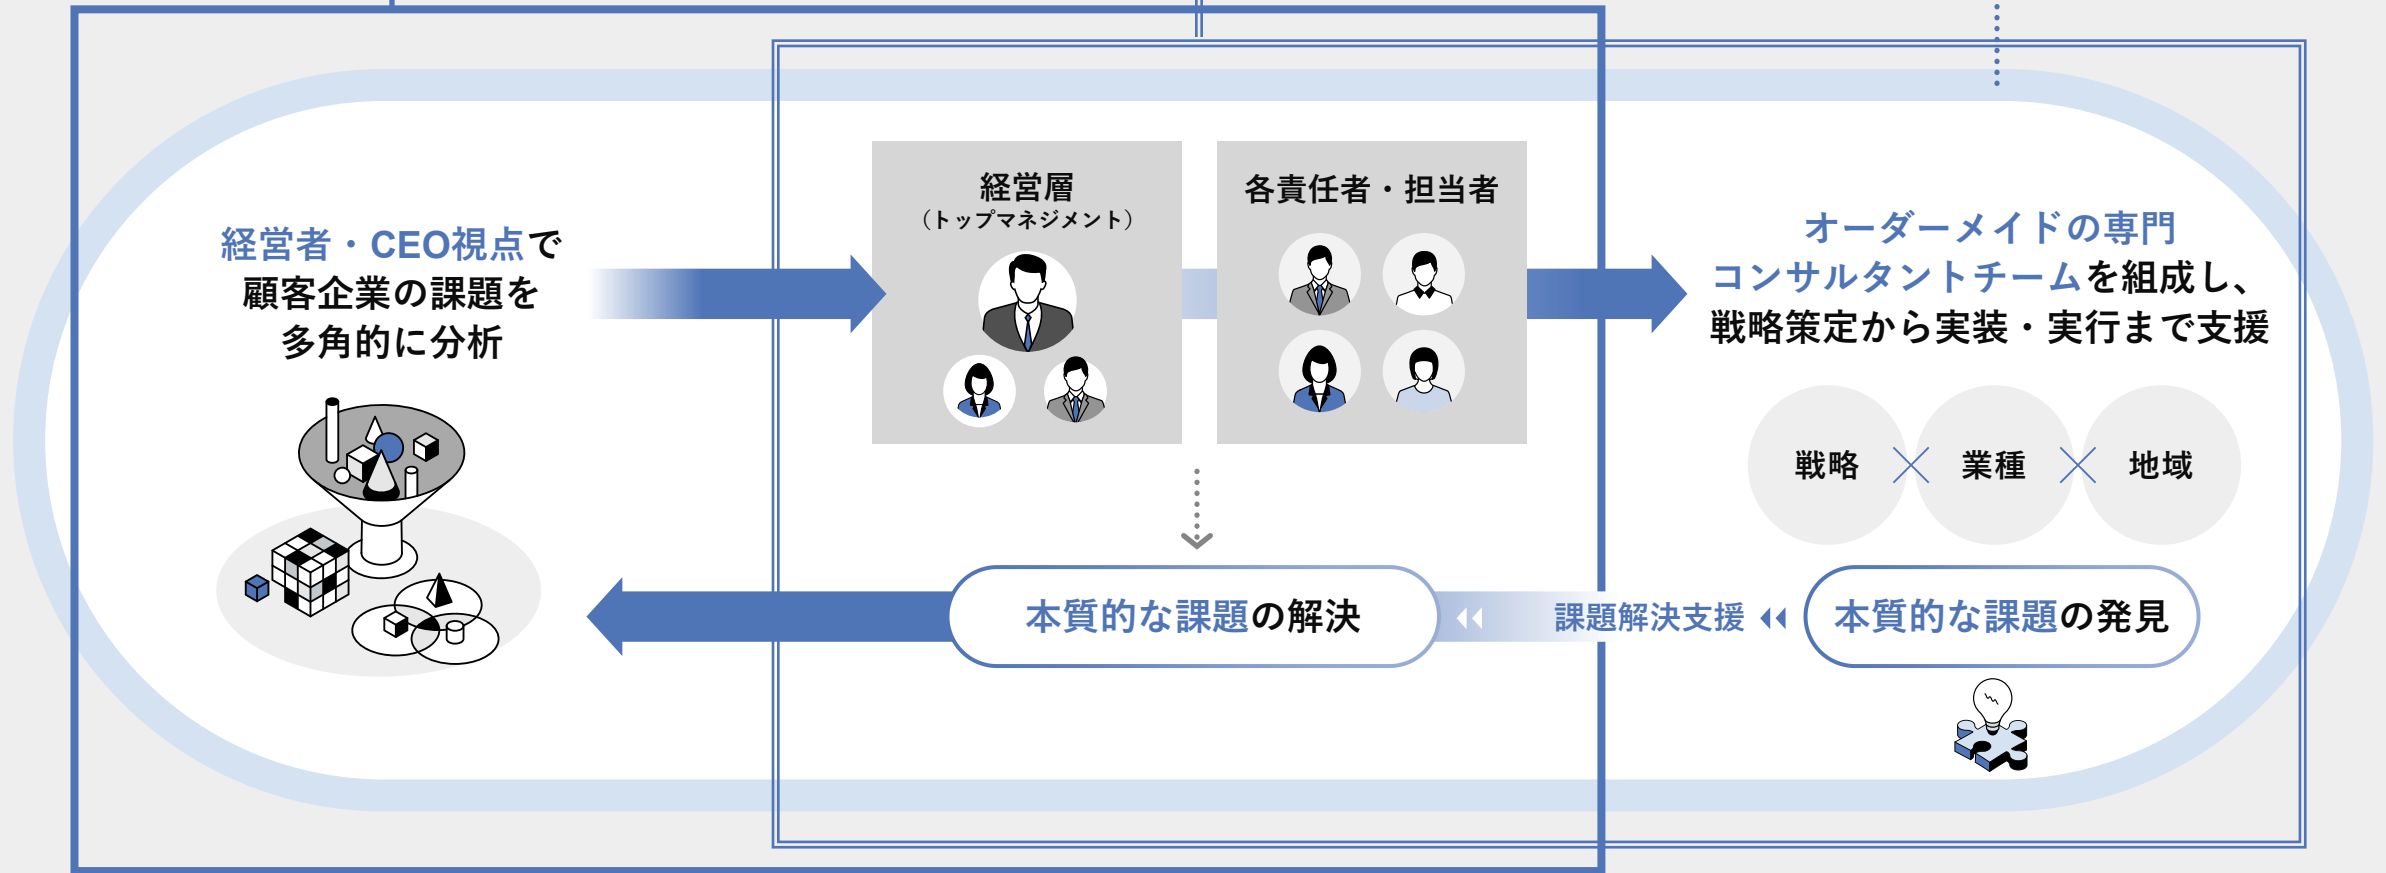 経営者・CEO視点で
顧客企業の課題を
多角的に分析
経営層
（トップマネジメント）
各責任者・担当者
オーダーメイドの専門
コンサルタントチームを組成し、
戦略策定から実装・実行まで支援
戦略
業種
地域
本質的な課題の発見
課題解決支援
本質的な課題の解決